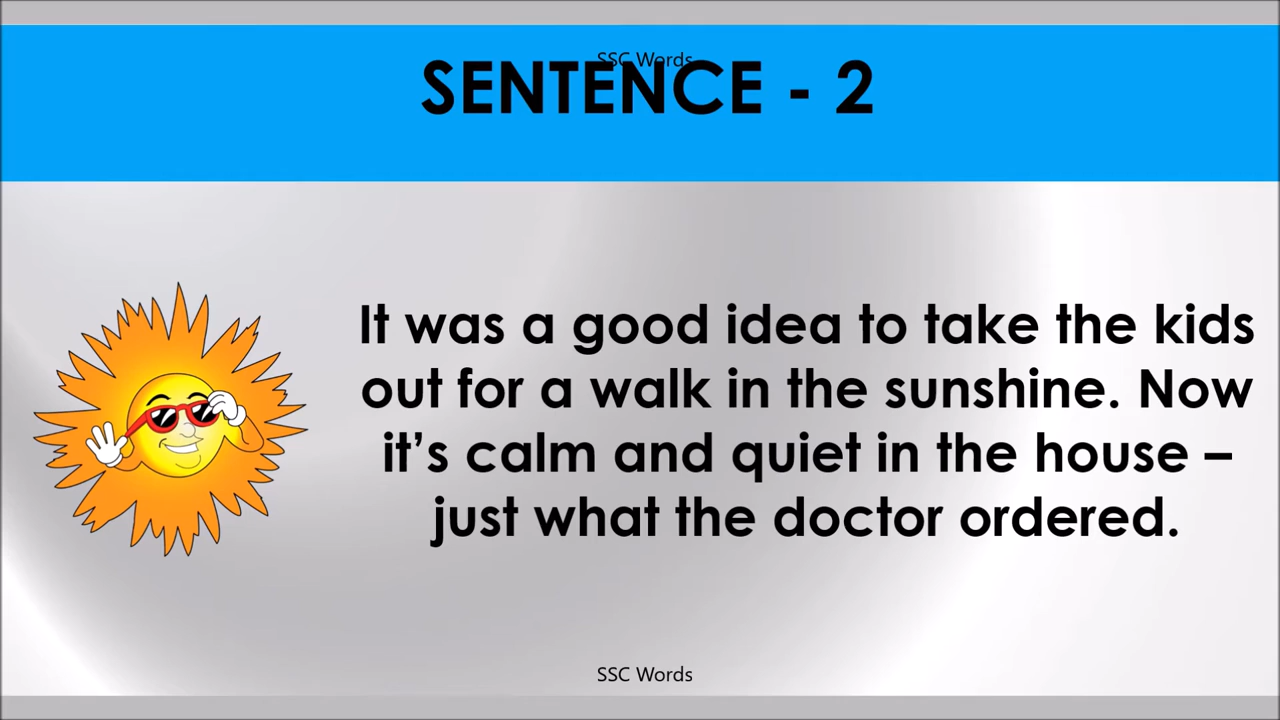 SSC Words
SENTENCE - 2
It was a good idea to take the kids
out for a walk in the sunshine. Now
it’s calm and quiet in the house –
just what the doctor ordered.
SSC Words